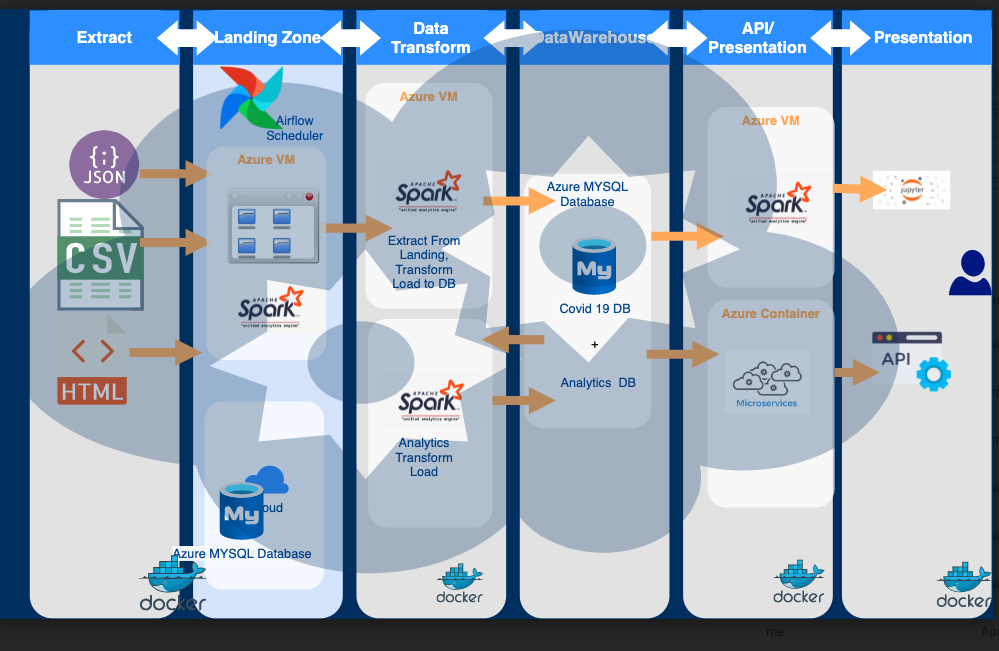 Extract
Landing Zone
Data
Transform
DataWarehouse
API/
Presentation
Presentation
{:}
JSON
CSV
< >
HTML
Airflow
Scheduler
Azure VM
APACHE
Spark
"unified analytics engine"
My
oud
Azure MYSQL Database
docker
Azure VM
APACHE
Spark
"unified analytics engine"
Extract From
Landing,
Transform
Load to DB
APACHE
Spark
"unified analytics engine"
Analytics
Transform
Load
docker
Azure MYSQL
Database
My
Covid 19 DB
+
Analytics DB
Azure VM
APACHE
Spark
"unified analytics engine"
Azure Container
Microservices
docker
jupyter
API
docker
me